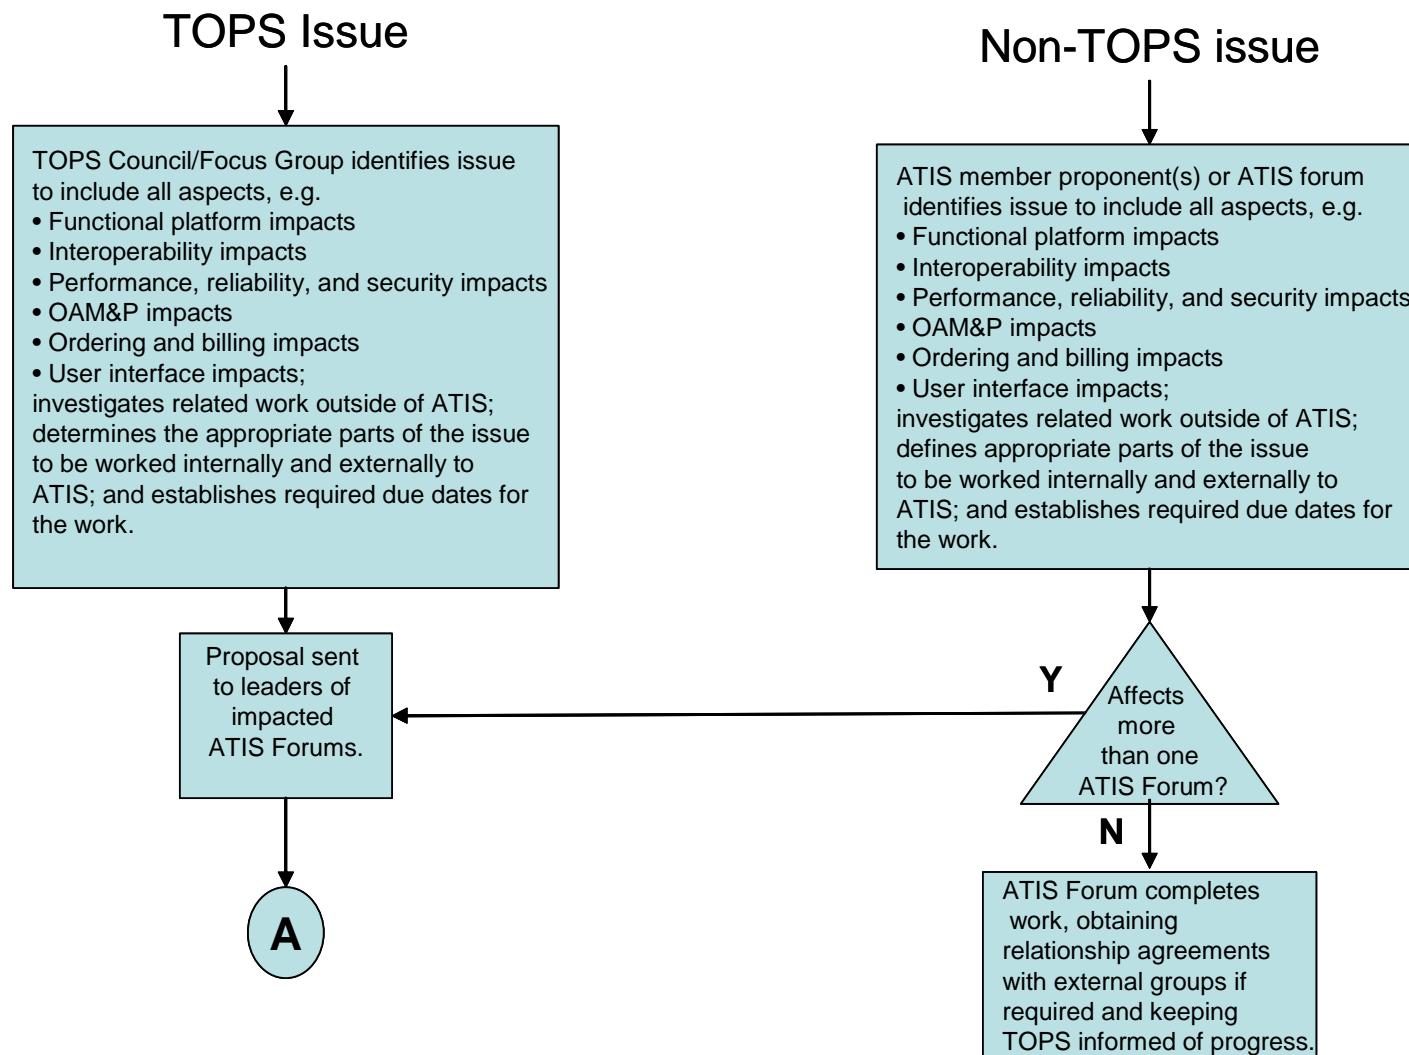 TOPS Issue
TOPS Council/Focus Group identifies issue
to include all aspects, e.g.
• Functional platform impacts
• Interoperability impacts
• Performance, reliability, and security impacts
• OAM&P impacts
• Ordering and billing impacts
• User interface impacts;
investigates related work outside of ATIS;
determines the appropriate parts of the issue
to be worked internally and externally to
ATIS; and establishes required due dates for
the work.
Proposal sent
to leaders of
impacted
ATIS Forums.
A
Non-TOPS issue
ATIS member proponent(s) or ATIS forum
identifies issue to include all aspects, e.g.
• Functional platform impacts
• Interoperability impacts
• Performance, reliability, and security impacts
• OAM&P impacts
• Ordering and billing impacts
• User interface impacts;
investigates related work outside of ATIS;
defines appropriate parts of the issue
to be worked internally and externally to
ATIS; and establishes required due dates for
the work.
Y
Affects
more
than one
ATIS Forum?
N
ATIS Forum completes
work, obtaining
relationship agreements
with external groups if
required and keeping
TOPS informed of progress.